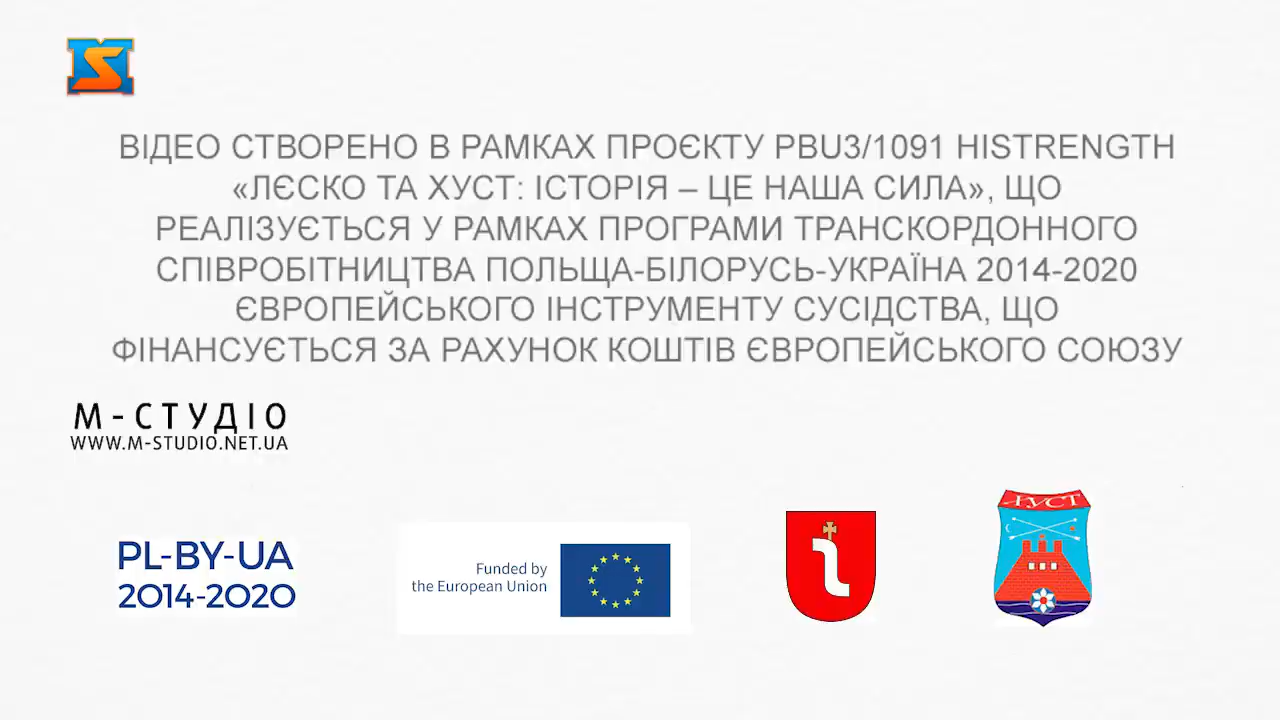 ВІДЕО СТВОРЕНО В РАМКАХ ПРОЄКТУ PBU3/1091 HISTRENGTH
«ЛЄСКО ТА ХУСТ: ІСТОРІЯ – ЦЕ НАША СИЛА», ЩО
РЕАЛІЗУЄТЬСЯ У РАМКАХ ПРОГРАМИ ТРАНСКОРДОННОГО
СПІВРОБІТНИЦТВА ПОЛЬЩА-БІЛОРУСЬ-УКРАЇНА 2014-2020
ЄВРОПЕЙСЬКОГО ІНСТРУМЕНТУ СУСІДСТВА, ЩО
ФІНАНСУЄТЬСЯ ЗА РАХУНОК КОШТІВ ЄВРОПЕЙСЬКОГО СОЮЗУ
М-СТУДІО
WWW.M-STUDIO.NET.UA
PL-BY-UA
2014-2020
Funded by
the European Union
ХУСТ